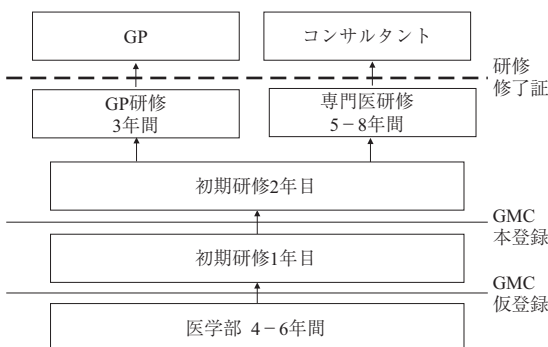 GP
コンサルタント
研修
修了証
GP研修
3年間
専門医研修
5－8年間
初期研修2年目
GMC
本登録
初期研修1年目
GMC
仮登録
医学部 4－6年間